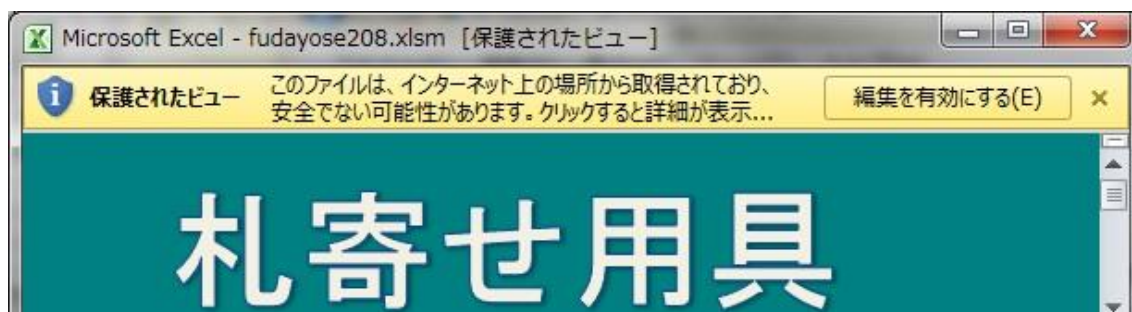 Microsoft Excel - fudayose208.xlsm [保護されたビュー]
保護されたビュー このファイルは、インターネット上の場所から取得されており、
安全でない可能性があります。クリックすると詳細が表示... 編集を有効にする(E)
札寄せ用具